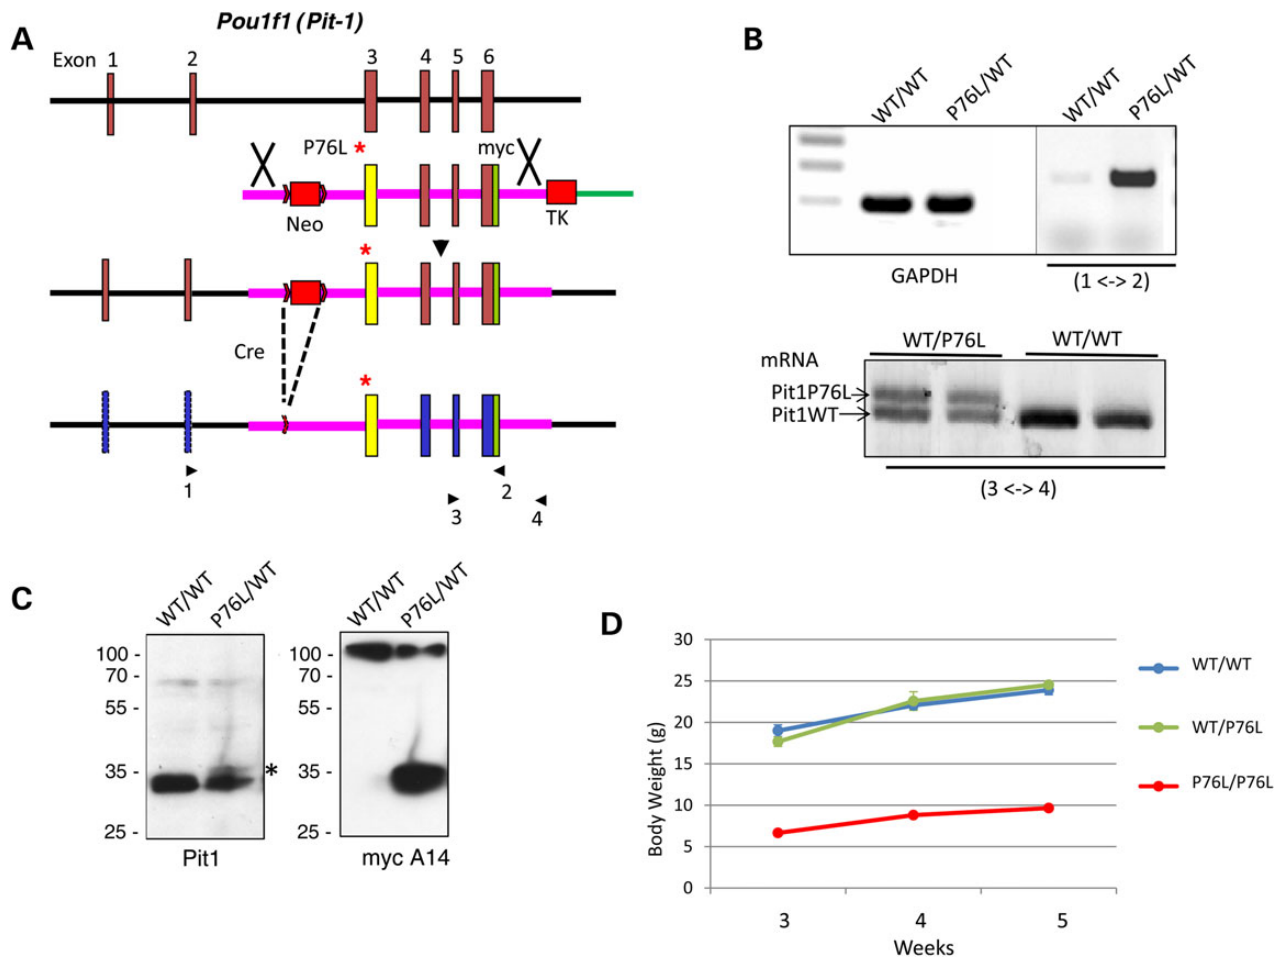 A
Pou1f1 (Pit-1)
Exon 1 2 3 4 5 6
P76L * myc
Neo TK
*
Cre
*
1 2
3 4
B
WT/WT P76L/WT WT/WT P76L/WT
GAPDH (1 <-> 2)
WT/P76L WT/WT
mRNA
Pit1P76L
Pit1WT
(3 <-> 4)
C
WT/WT P76L/WT WT/WT P76L/WT
100 - 100 -
70 - 70 -
55 - 55 -
35 - * 35 -
25 - 25 -
Pit1 myc A14
D
30
25
20
15
10
5
0
Body Weight (g)
3 4 5
Weeks
WT/WT
WT/P76L
P76L/P76L